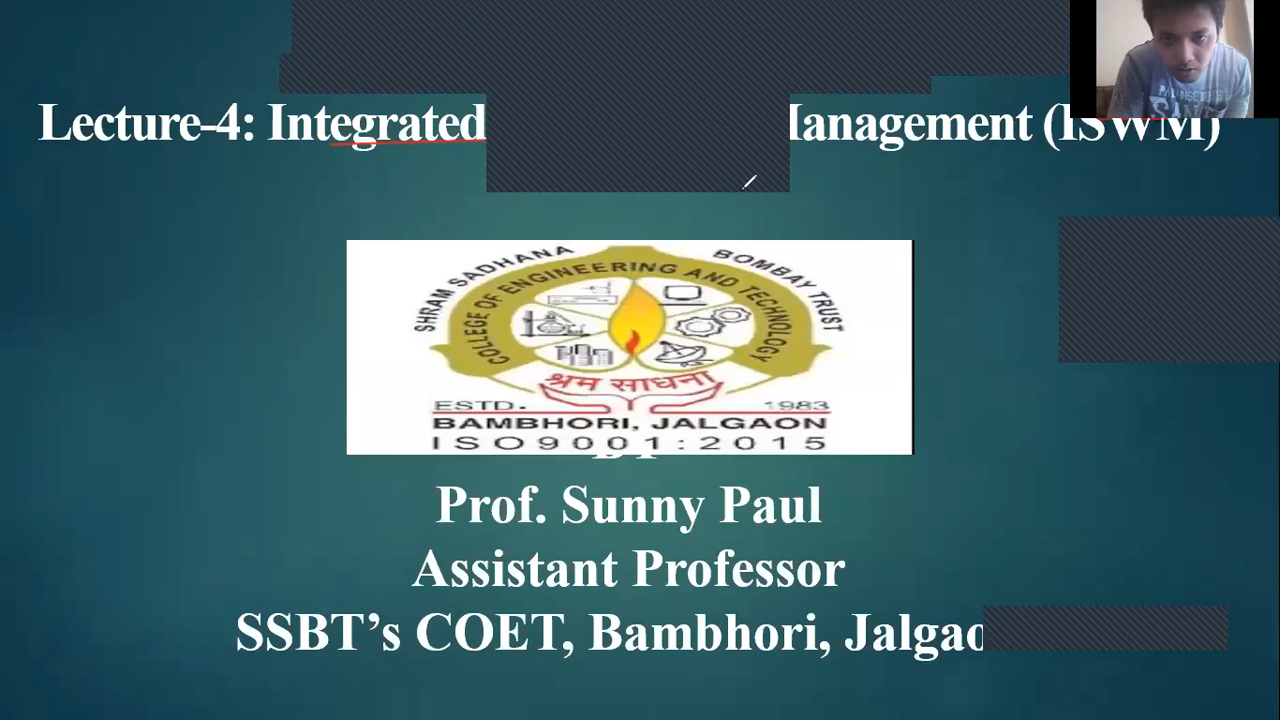 Lecture-4: Integrated anagement (ISWM)
SHRAM SADHANA BOMBAY TRUST
COLLEGE OF ENGINEERING AND TECHNOLOGY
श्रम साधना
ESTD. 1983
BAMBHORI, JALGAON
ISO9001:2015
Prof. Sunny Paul
Assistant Professor
SSBT’s COET, Bambhori, Jalgao